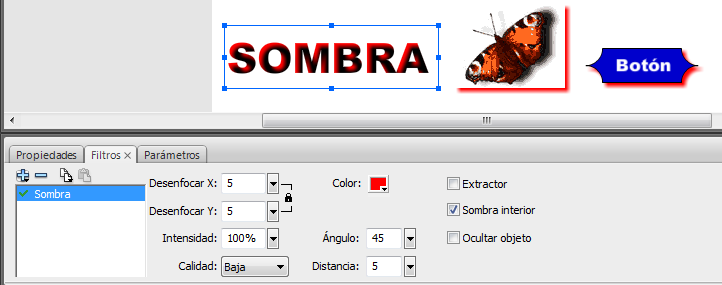 SOMBRA
Botón
Propiedades Filtros × Parámetros
Sombra
Desenfocar X: 5 Color: Extractor
Desenfocar Y: 5 Sombra interior
Intensidad: 100% Ángulo: 45 Ocultar objeto
Calidad: Baja Distancia: 5